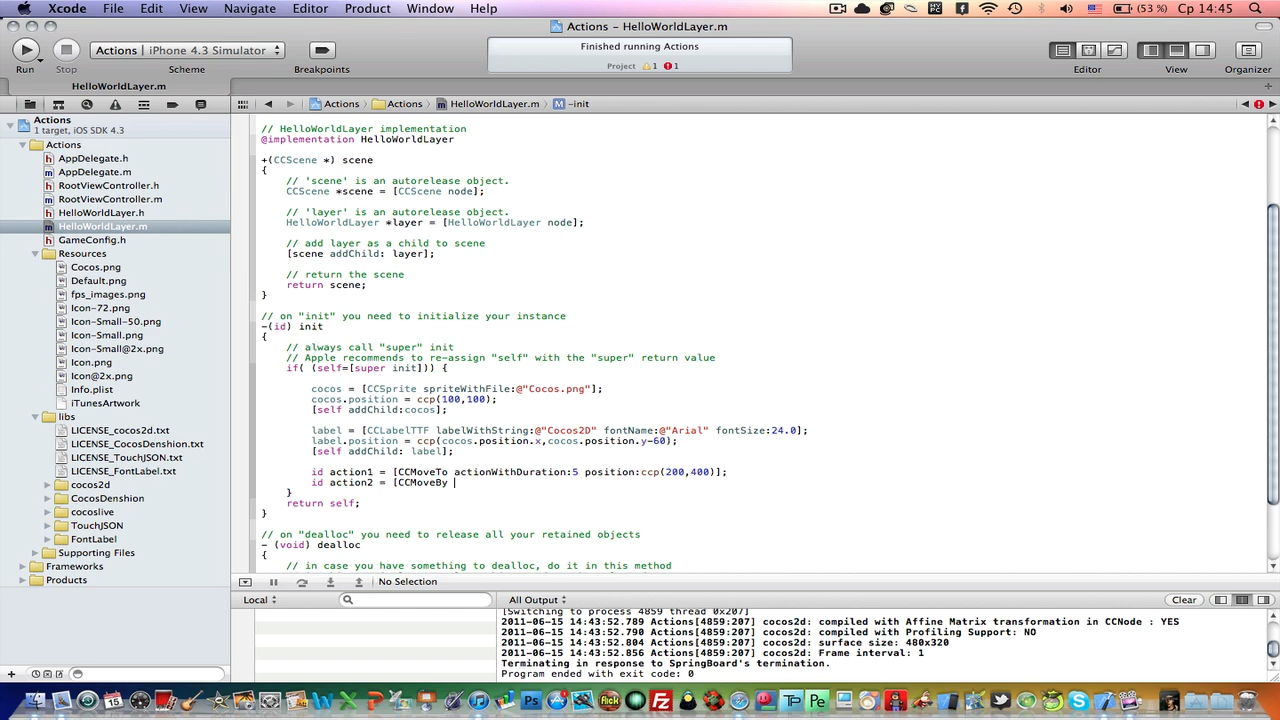 Xcode File Edit View Navigate Editor Product Window Help (53 %) Ср 14:45
Actions - HelloWorldLayer.m
Actions | iPhone 4.3 Simulator
Finished running Actions
Project 1 1
Run Stop Scheme Breakpoints Editor View Organizer
HelloWorldLayer.m
Actions Actions HelloWorldLayer.m M -init
Actions
1 target, iOS SDK 4.3
Actions
AppDelegate.h
AppDelegate.m
RootViewController.h
RootViewController.m
HelloWorldLayer.h
HelloWorldLayer.m
GameConfig.h
Resources
Cocos.png
Default.png
fps_images.png
Icon-72.png
Icon-Small-50.png
Icon-Small.png
Icon-Small@2x.png
Icon.png
Icon@2x.png
Info.plist
iTunesArtwork
libs
LICENSE_cocos2d.txt
LICENSE_CocosDenshion.txt
LICENSE_TouchJSON.txt
LICENSE_FontLabel.txt
cocos2d
CocosDenshion
cocoslive
TouchJSON
FontLabel
Supporting Files
Frameworks
Products
// HelloWorldLayer implementation
@implementation HelloWorldLayer
+(CCScene *) scene
{
// 'scene' is an autorelease object.
CCScene *scene = [CCScene node];
// 'layer' is an autorelease object.
HelloWorldLayer *layer = [HelloWorldLayer node];
// add layer as a child to scene
[scene addChild: layer];
// return the scene
return scene;
}
// on "init" you need to initialize your instance
-(id) init
{
// always call "super" init
// Apple recommends to re-assign "self" with the "super" return value
if( (self=[super init])) {
cocos = [CCSprite spriteWithFile:@"Cocos.png"];
cocos.position = ccp(100,100);
[self addChild:cocos];
label = [CCLabelTTF labelWithString:@"Cocos2D" fontName:@"Arial" fontSize:24.0];
label.position = ccp(cocos.position.x,cocos.position.y-60);
[self addChild: label];
id action1 = [CCMoveTo actionWithDuration:5 position:ccp(200,400)];
id action2 = [CCMoveBy
}
return self;
}
// on "dealloc" you need to release all your retained objects
- (void) dealloc
{
// in case you have something to dealloc, do it in this method
No Selection
Local All Output Clear
[Switching to process 4859 thread 0x207]
2011-06-15 14:43:52.789 Actions[4859:207] cocos2d: compiled with Affine Matrix transformation in CCNode : YES
2011-06-15 14:43:52.790 Actions[4859:207] cocos2d: compiled with Profiling Support: NO
2011-06-15 14:43:52.804 Actions[4859:207] cocos2d: surface size: 480x320
2011-06-15 14:43:52.856 Actions[4859:207] cocos2d: Frame interval: 1
Terminating in response to SpringBoard's termination.
Program ended with exit code: 0